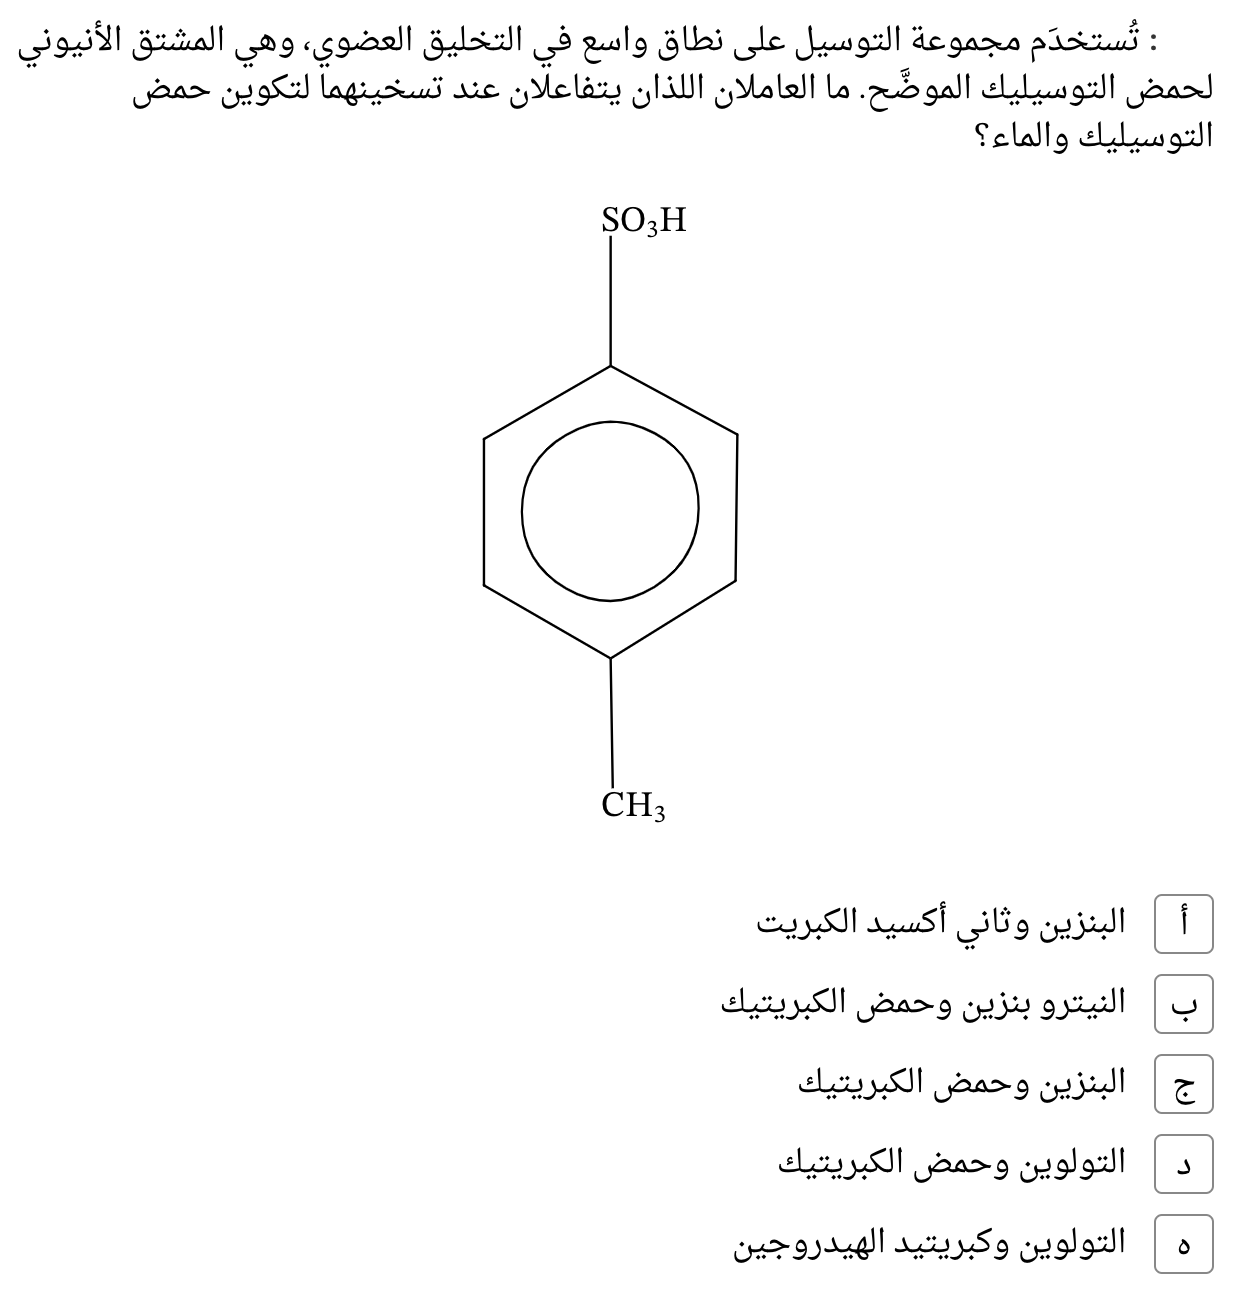 : تُستخدَم مجموعة التوسيل على نطاق واسع في التخليق العضوي، وهي المشتق الأنيوني
لحمض التوسيليك الموضَّح. ما العاملان اللذان يتفاعلان عند تسخينهما لتكوين حمض
التوسيليك والماء؟
SO₃H
CH₃
أ البنزين وثاني أكسيد الكبريت
ب النيترو بنزين وحمض الكبريتيك
ج البنزين وحمض الكبريتيك
د التولوين وحمض الكبريتيك
ه التولوين وكبريتيد الهيدروجين